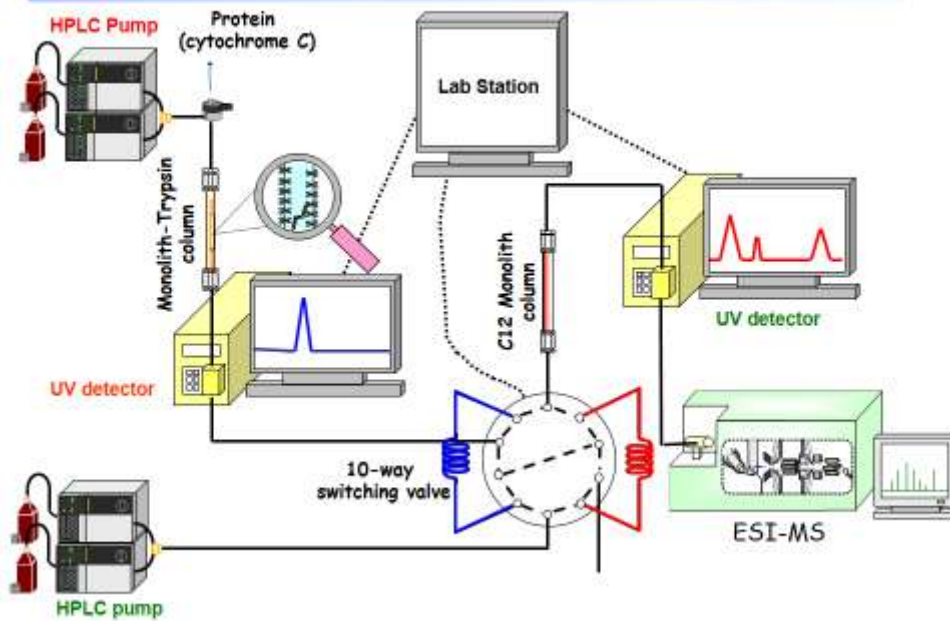 HPLC Pump
Protein
(cytochrome C)
Lab Station
Monolith-Trypsin
column
C12 Monolith
column
UV detector
UV detector
10-way
switching valve
ESI-MS
HPLC pump